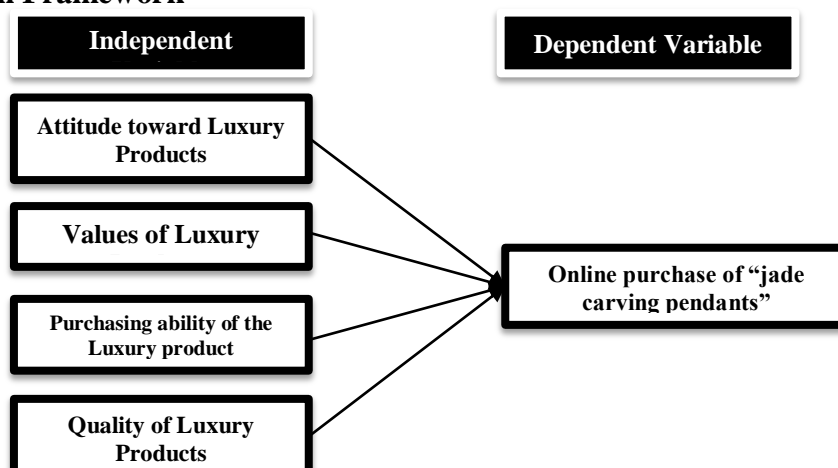 Framework
Independent
Dependent Variable
Attitude toward Luxury
Products
Values of Luxury
Purchasing ability of the
Luxury product
Quality of Luxury
Products
Online purchase of “jade
carving pendants”